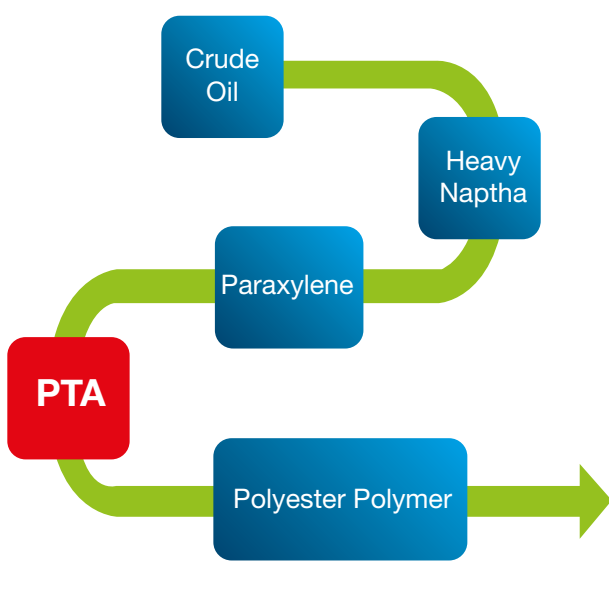 Crude
Oil
Heavy
Naptha
Paraxylene
PTA
Polyester Polymer